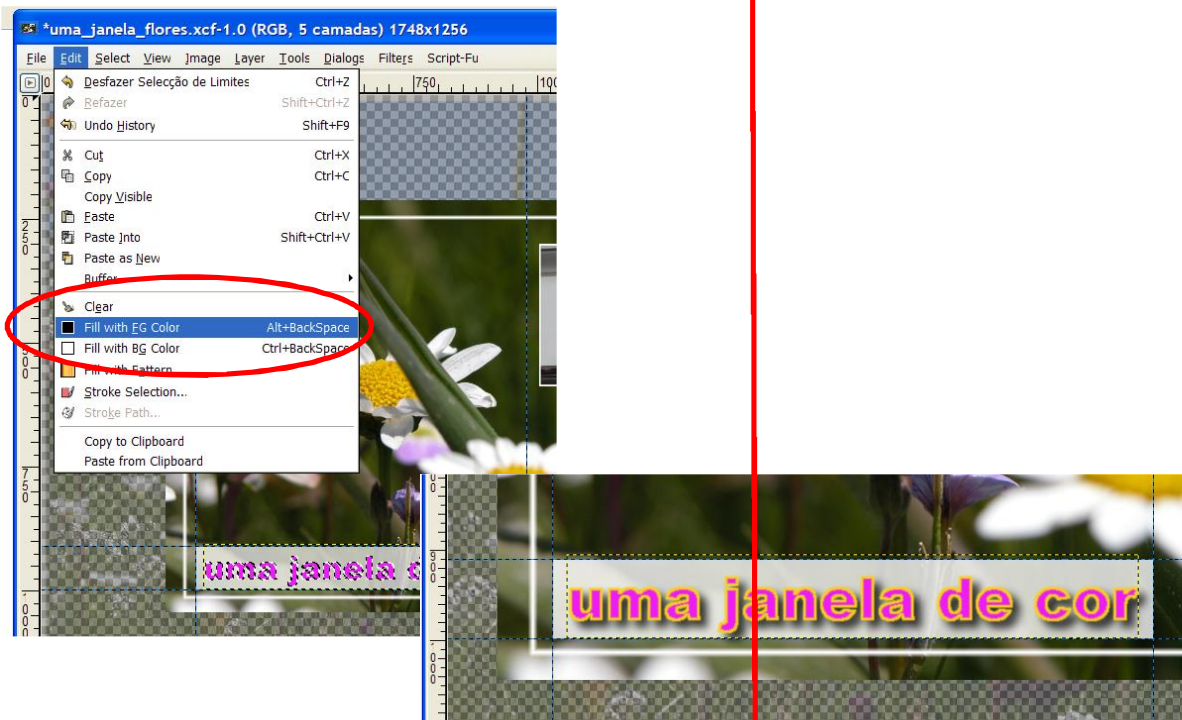 *uma_janela_flores.xcf-1.0 (RGB, 5 camadas) 1748x1256
File Edit Select View Image Layer Tools Dialogs Filters Script-Fu
0 750 100
Desfazer Selecção de Limites Ctrl+Z
Refazer Shift+Ctrl+Z
Undo History Shift+F9
Cut Ctrl+X
Copy Ctrl+C
Copy Visible
Paste Ctrl+V
Paste Into Shift+Ctrl+V
Paste as New
Buffer
Clear
Fill with FG Color Alt+BackSpace
Fill with BG Color Ctrl+BackSpace
Fill with Pattern
Stroke Selection...
Stroke Path...
Copy to Clipboard
Paste from Clipboard
uma janela d
uma janela de cor